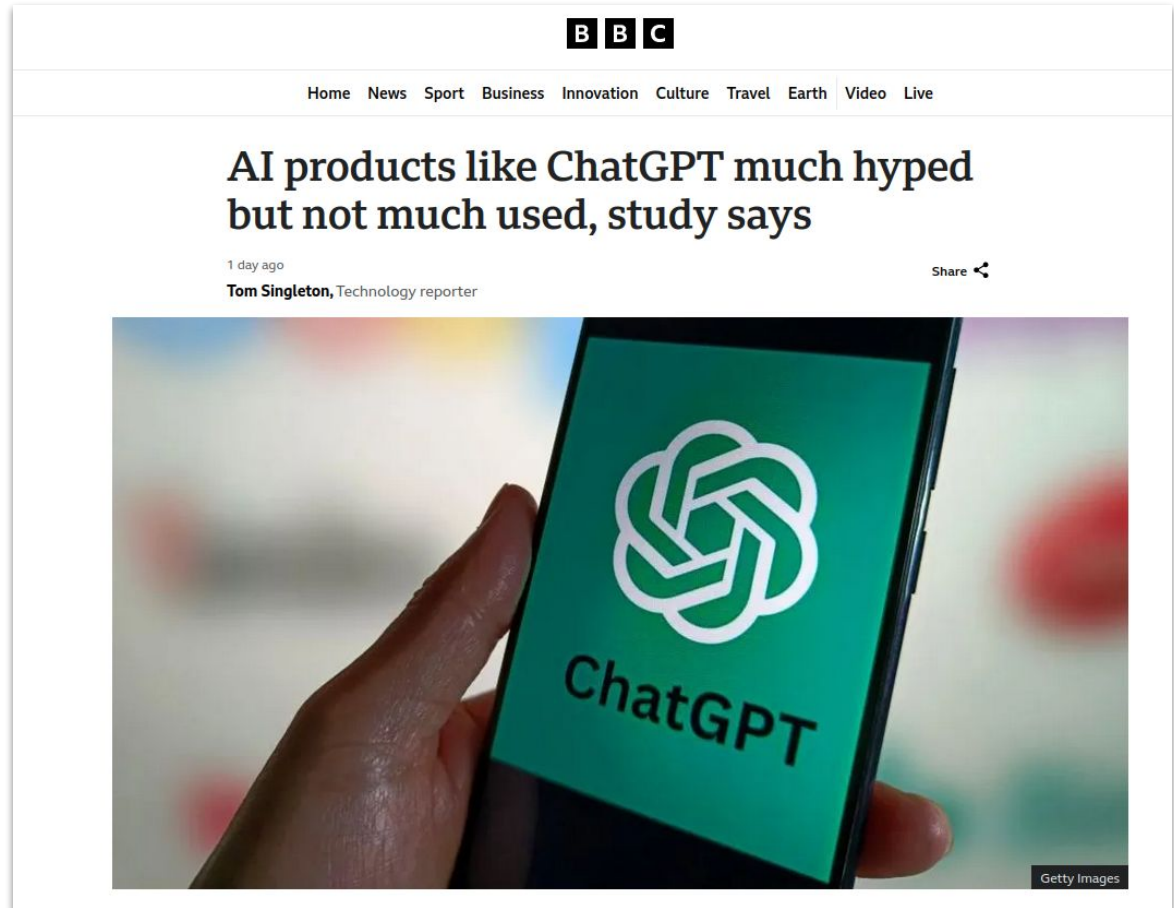 BBC
Home News Sport Business Innovation Culture Travel Earth Video Live
AI products like ChatGPT much hyped
but not much used, study says
1 day ago
Share
Tom Singleton, Technology reporter
ChatGPT
Getty Images